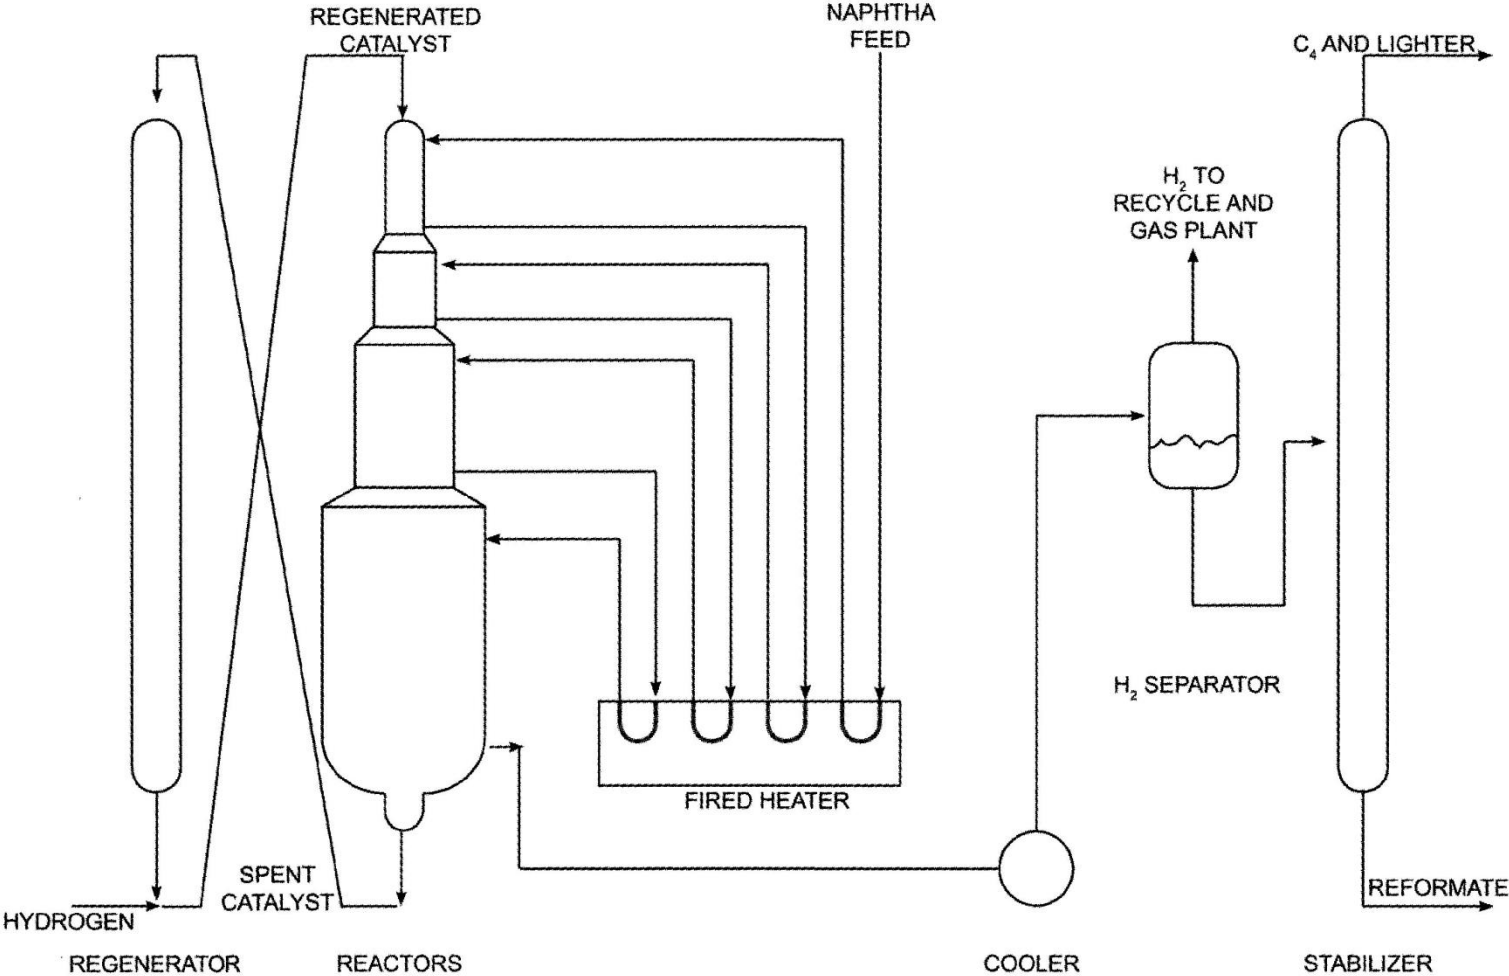 REGENERATED
CATALYST
NAPHTHA
FEED
C₄ AND LIGHTER
H₂ TO
RECYCLE AND
GAS PLANT
H₂ SEPARATOR
FIRED HEATER
SPENT
CATALYST
HYDROGEN
REFORMATE
REGENERATOR
REACTORS
COOLER
STABILIZER